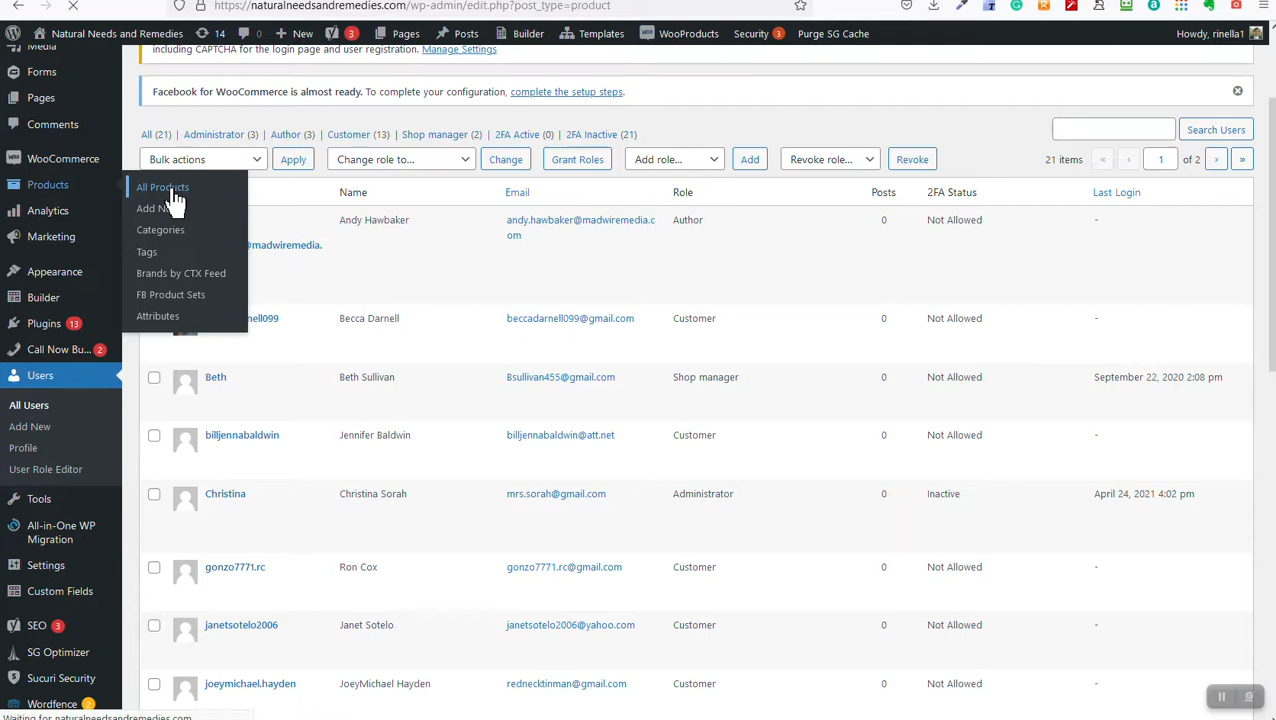 https://naturalneedsandremedies.com/wp-admin/edit.php?post_type=product
Natural Needs and Remedies 14 0 + New 3 Pages Posts Builder Templates WooProducts Security 3 Purge SG Cache Howdy, rinella1
Media
Forms
Pages
Comments
WooCommerce
Products
Analytics
Marketing
Appearance
Builder
Plugins 13
Call Now Bu... 2
Users
All Users
Add New
Profile
User Role Editor
Tools
All-in-One WP
Migration
Settings
Custom Fields
SEO 3
SG Optimizer
Sucuri Security
Wordfence 2
Waiting for naturalneedsandremedies.com
All Products
Categories
Tags
Brands by CTX Feed
FB Product Sets
Attributes
including CAPTCHA for the login page and user registration. Manage Settings
Facebook for WooCommerce is almost ready. To complete your configuration, complete the setup steps.
All (21) | Administrator (3) | Author (3) | Customer (13) | Shop manager (2) | 2FA Active (0) | 2FA Inactive (21)
Search Users
Bulk actions Apply Change role to... Change Grant Roles Add role... Add Revoke role... Revoke 21 items « ‹ 1 of 2 › »
Name Email Role Posts 2FA Status Last Login
Andy Hawbaker andy.hawbaker@madwiremedia.c Author 0 Not Allowed -
om
@madwiremedia.
Becca Darnell beccadarnell099@gmail.com Customer 0 Not Allowed -
Beth Beth Sullivan Bsullivan455@gmail.com Shop manager 0 Not Allowed September 22, 2020 2:08 pm
billjennabaldwin Jennifer Baldwin billjennabaldwin@att.net Customer 0 Not Allowed -
Christina Christina Sorah mrs.sorah@gmail.com Administrator 0 Inactive April 24, 2021 4:02 pm
gonzo7771.rc Ron Cox gonzo7771.rc@gmail.com Customer 0 Not Allowed -
janetsotelo2006 Janet Sotelo janetsotelo2006@yahoo.com Customer 0 Not Allowed -
joeymichael.hayden JoeyMichael Hayden rednecktinman@gmail.com Customer 0 Not Allowed -